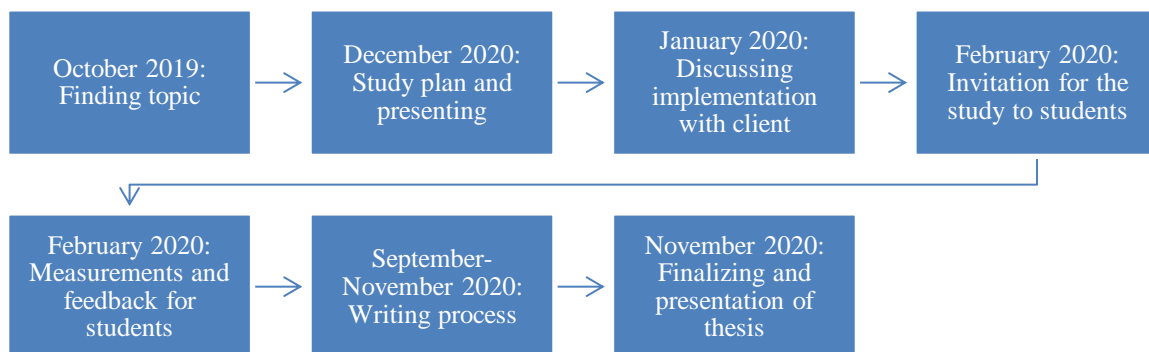 October 2019:
Finding topic
December 2020:
Study plan and
presenting
January 2020:
Discussing
implementation
with client
February 2020:
Invitation for the
study to students
February 2020:
Measurements and
feedback for
students
September-
November 2020:
Writing process
November 2020:
Finalizing and
presentation of
thesis